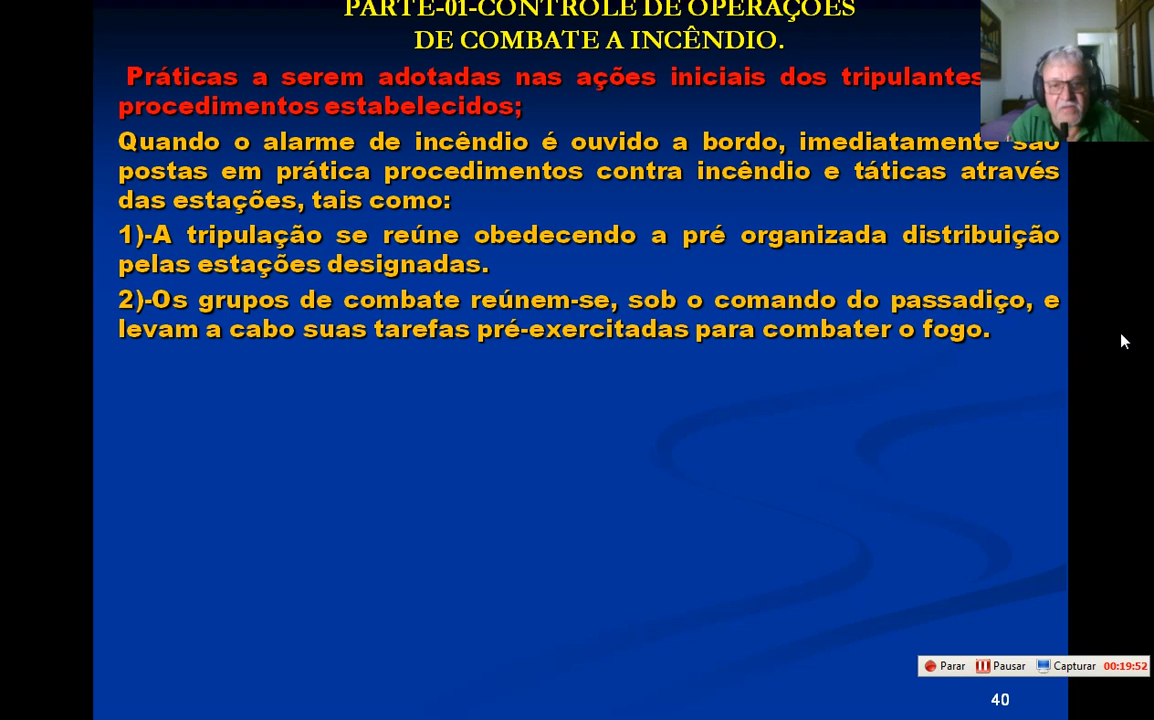 PARTE-01-CONTROLE DE OPERAÇÕES
DE COMBATE A INCÊNDIO.
Práticas a serem adotadas nas ações iniciais dos tripulantes
procedimentos estabelecidos;
Quando o alarme de incêndio é ouvido a bordo, imediatamente são
postas em prática procedimentos contra incêndio e táticas através
das estações, tais como:
1)-A tripulação se reúne obedecendo a pré organizada distribuição
pelas estações designadas.
2)-Os grupos de combate reúnem-se, sob o comando do passadiço, e
levam a cabo suas tarefas pré-exercitadas para combater o fogo.
Parar Pausar Capturar 00:19:52
40